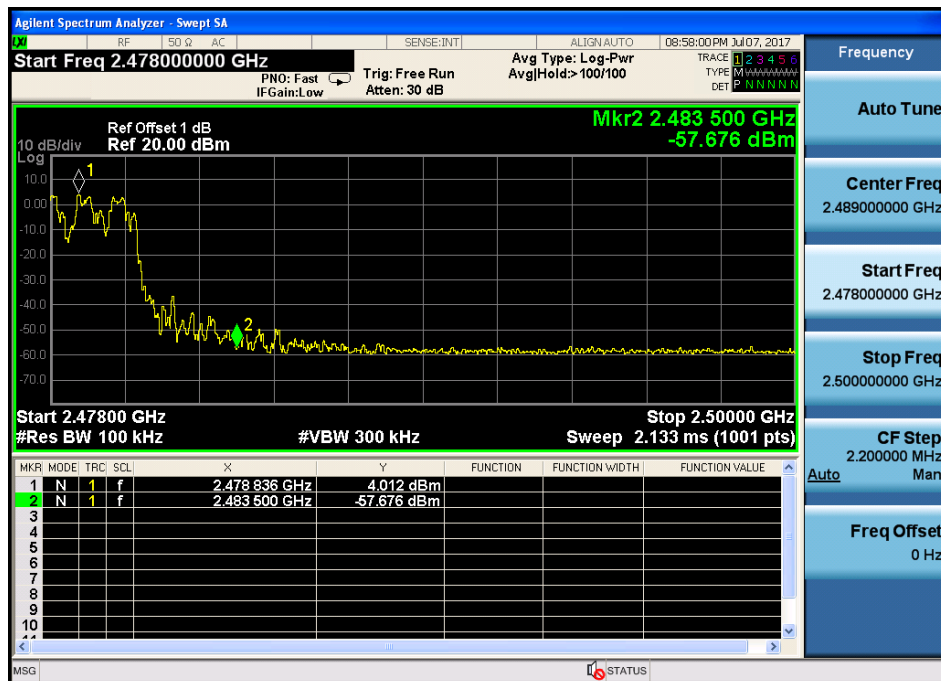 Agilent Spectrum Analyzer - Swept SA
LXI RF 50 Ω AC SENSE:INT ALIGN AUTO 08:58:00 PM Jul 07, 2017
Start Freq 2.478000000 GHz
PNO: Fast
IFGain:Low
Trig: Free Run
Atten: 30 dB
Avg Type: Log-Pwr
Avg|Hold:>100/100
TRACE 1 2 3 4 5 6
TYPE M WWWWW
DET P N N N N N
Mkr2 2.483 500 GHz
-57.676 dBm
Ref Offset 1 dB
10 dB/div Ref 20.00 dBm
Log
10.0
0.00
-10.0
-20.0
-30.0
-40.0
-50.0
-60.0
-70.0
1
2
Start 2.47800 GHz Stop 2.50000 GHz
#Res BW 100 kHz #VBW 300 kHz Sweep 2.133 ms (1001 pts)
MKR MODE TRC SCL X Y FUNCTION FUNCTION WIDTH FUNCTION VALUE
1 N 1 f 2.478 836 GHz 4.012 dBm
2 N 1 f 2.483 500 GHz -57.676 dBm
3
4
5
6
7
8
9
10
11
MSG STATUS
Frequency
Auto Tune
Center Freq
2.489000000 GHz
Start Freq
2.478000000 GHz
Stop Freq
2.500000000 GHz
CF Step
2.200000 MHz
Auto Man
Freq Offset
0 Hz